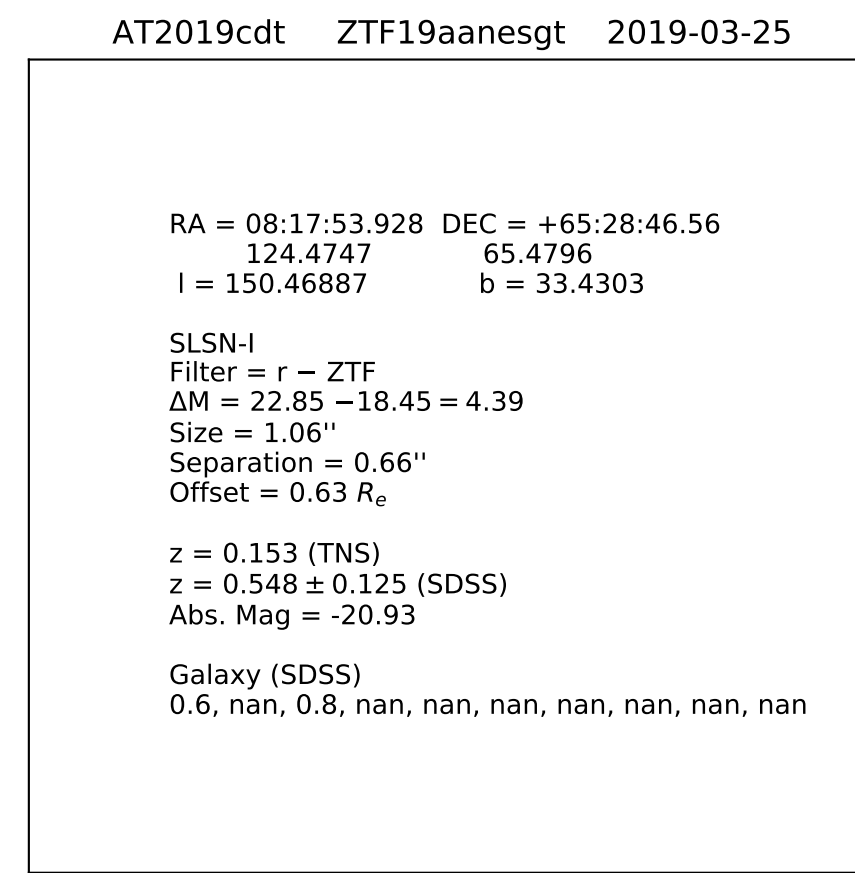 AT2019cdt ZTF19aanesgt 2019-03-25
RA = 08:17:53.928 DEC = +65:28:46.56
124.4747 65.4796
l = 150.46887 b = 33.4303
SLSN-I
Filter = r − ZTF
ΔM = 22.85 −18.45 = 4.39
Size = 1.06''
Separation = 0.66''
Offset = 0.63 Re
z = 0.153 (TNS)
z = 0.548 ± 0.125 (SDSS)
Abs. Mag = -20.93
Galaxy (SDSS)
0.6, nan, 0.8, nan, nan, nan, nan, nan, nan, nan